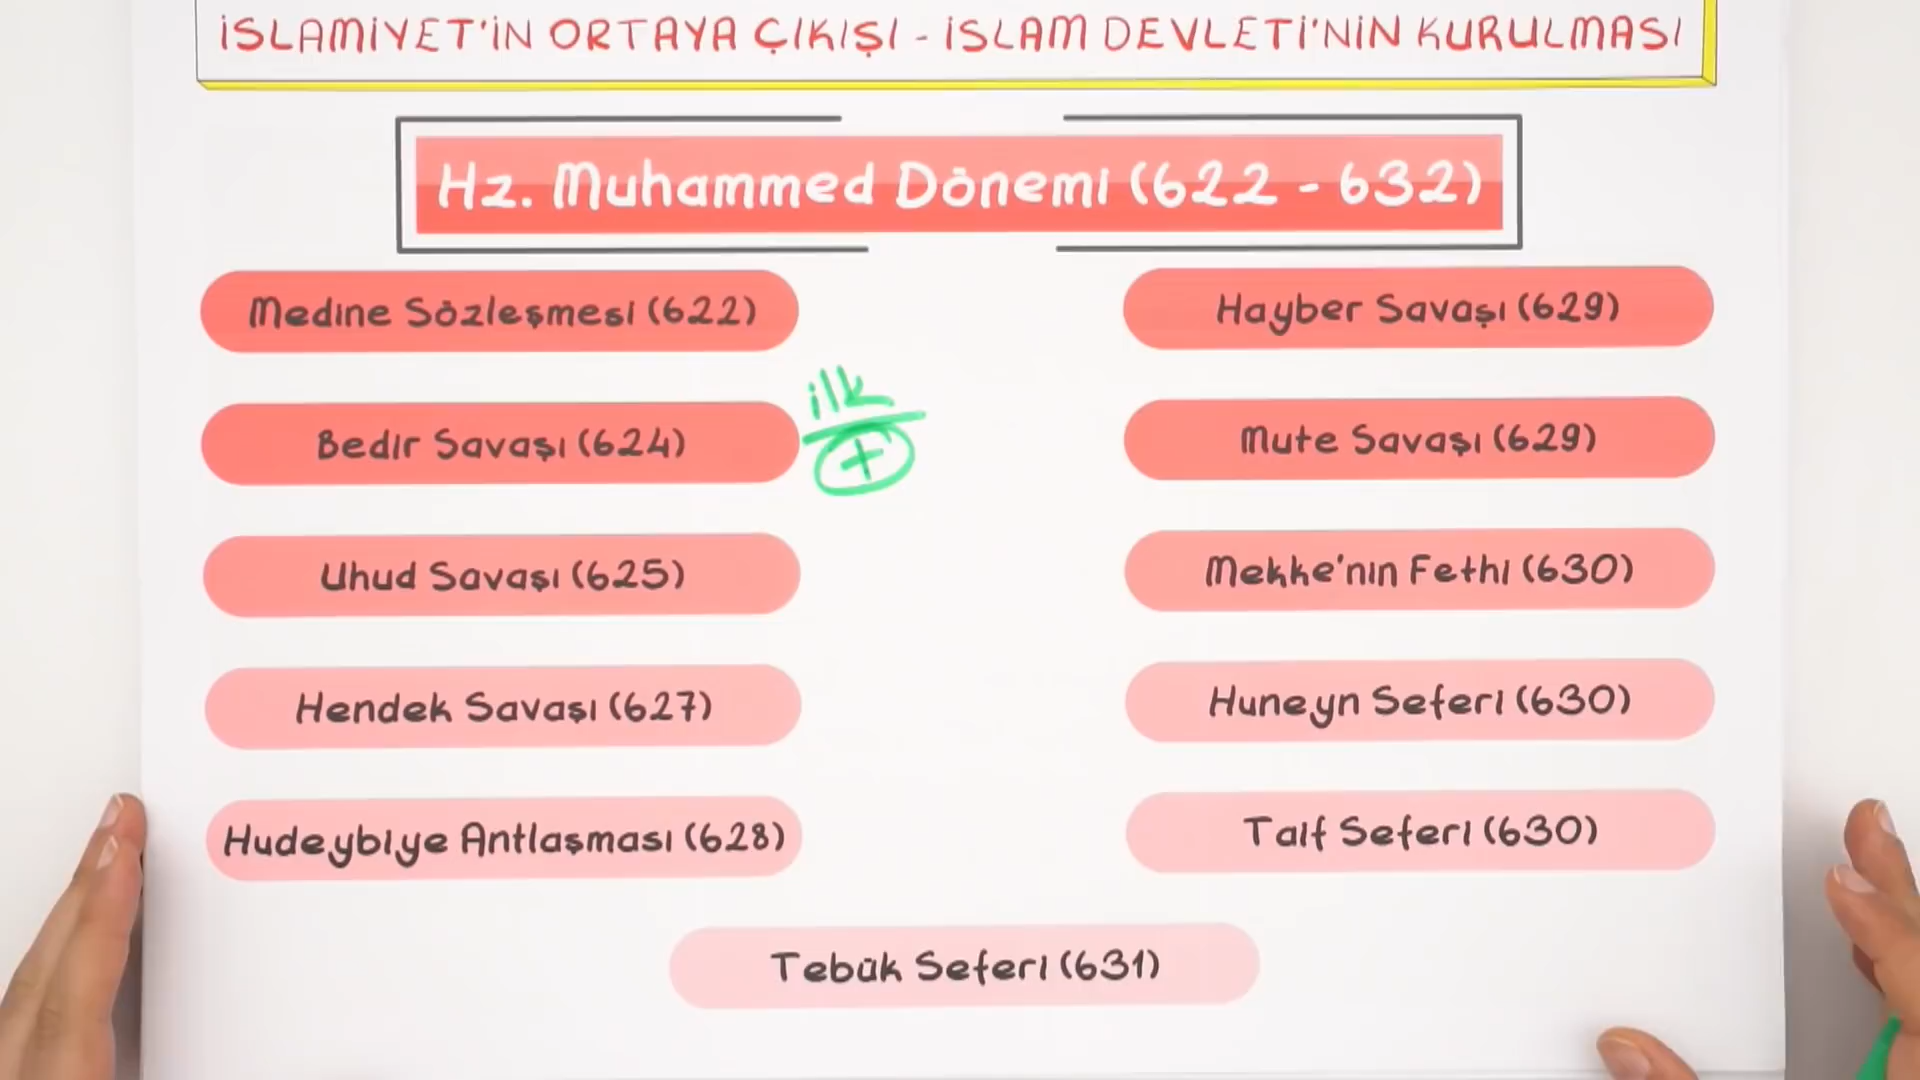 İSLAMİYET'İN ORTAYA ÇIKIŞI - İSLAM DEVLETİ'NİN KURULMASI
Hz. Muhammed Dönemi (622 - 632)
Medine Sözleşmesi (622)
ilk
+
Bedir Savaşı (624)
Uhud Savaşı (625)
Hendek Savaşı (627)
Hudeybiye Antlaşması (628)
Hayber Savaşı (629)
Mute Savaşı (629)
Mekke'nin Fethi (630)
Huneyn Seferi (630)
Taif Seferi (630)
Tebük Seferi (631)